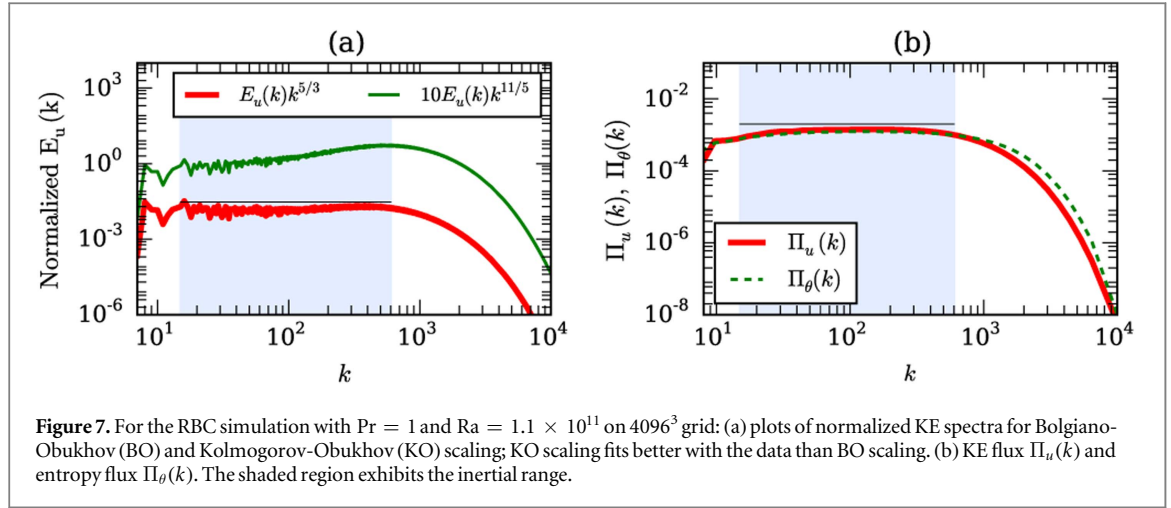 (a)
(b)
Normalized E_u(k)
10^3
10^0
10^-3
10^-6
E_u(k)k^{5/3}
10E_u(k)k^{11/5}
10^1
10^2
10^3
10^4
k
Π_u(k), Π_θ(k)
10^-2
10^-4
10^-6
10^-8
Π_u(k)
Π_θ(k)
10^1
10^2
10^3
10^4
k
Figure 7. For the RBC simulation with Pr = 1 and Ra = 1.1 × 10^11 on 4096^3 grid: (a) plots of normalized KE spectra for Bolgiano-
Obukhov (BO) and Kolmogorov-Obukhov (KO) scaling; KO scaling fits better with the data than BO scaling. (b) KE flux Π_u(k) and
entropy flux Π_θ(k). The shaded region exhibits the inertial range.